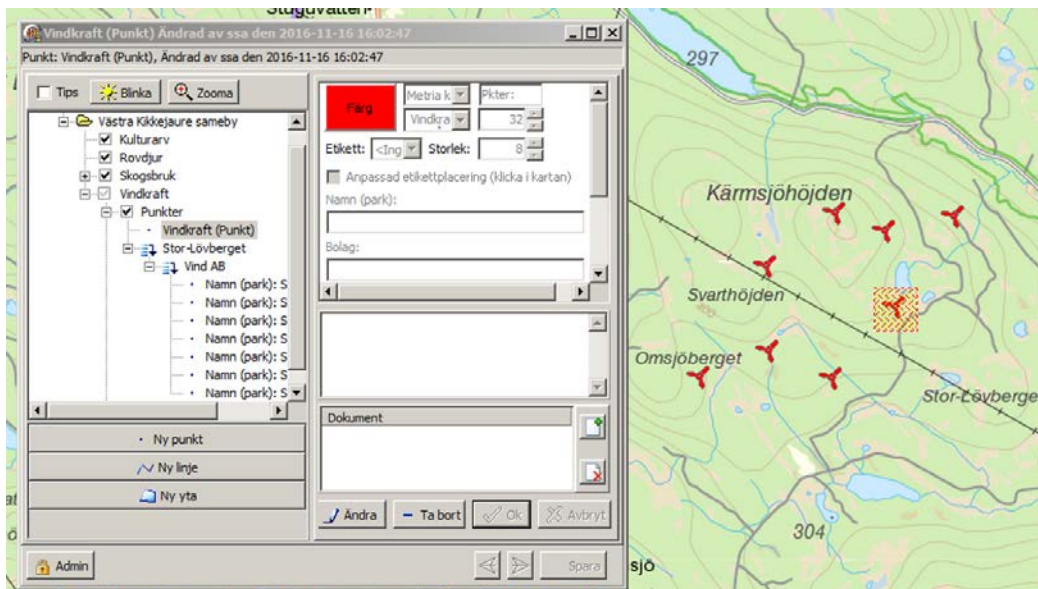 Vindkraft (Punkt) Ändrad av ssa den 2016-11-16 16:02:47
Punkt: Vindkraft (Punkt), Ändrad av ssa den 2016-11-16 16:02:47
Tips
Blinka
Zooma
Västra Kikkejaure sameby
Kulturarv
Rovdjur
Skogsbruk
Vindkraft
Punkter
Vindkraft (Punkt)
Stor-Lövberget
Vind AB
Namn (park): S
Namn (park): S
Namn (park): S
Namn (park): S
Namn (park): S
Namn (park): S
Namn (park): S
Ny punkt
Ny linje
Ny yta
Admin
Färg
Metria k
Pkter:
Vindkra
32
Etikett:
<Ing
Storlek:
8
Anpassad etikettplacering (klicka i kartan)
Namn (park):
Bolag:
Dokument
Ändra
Ta bort
Ok
Avbryt
Spara
297
Kärmsjöhöjden
Svarthöjden
400
Omsjöberget
Stor-Lövberge
304
sjö